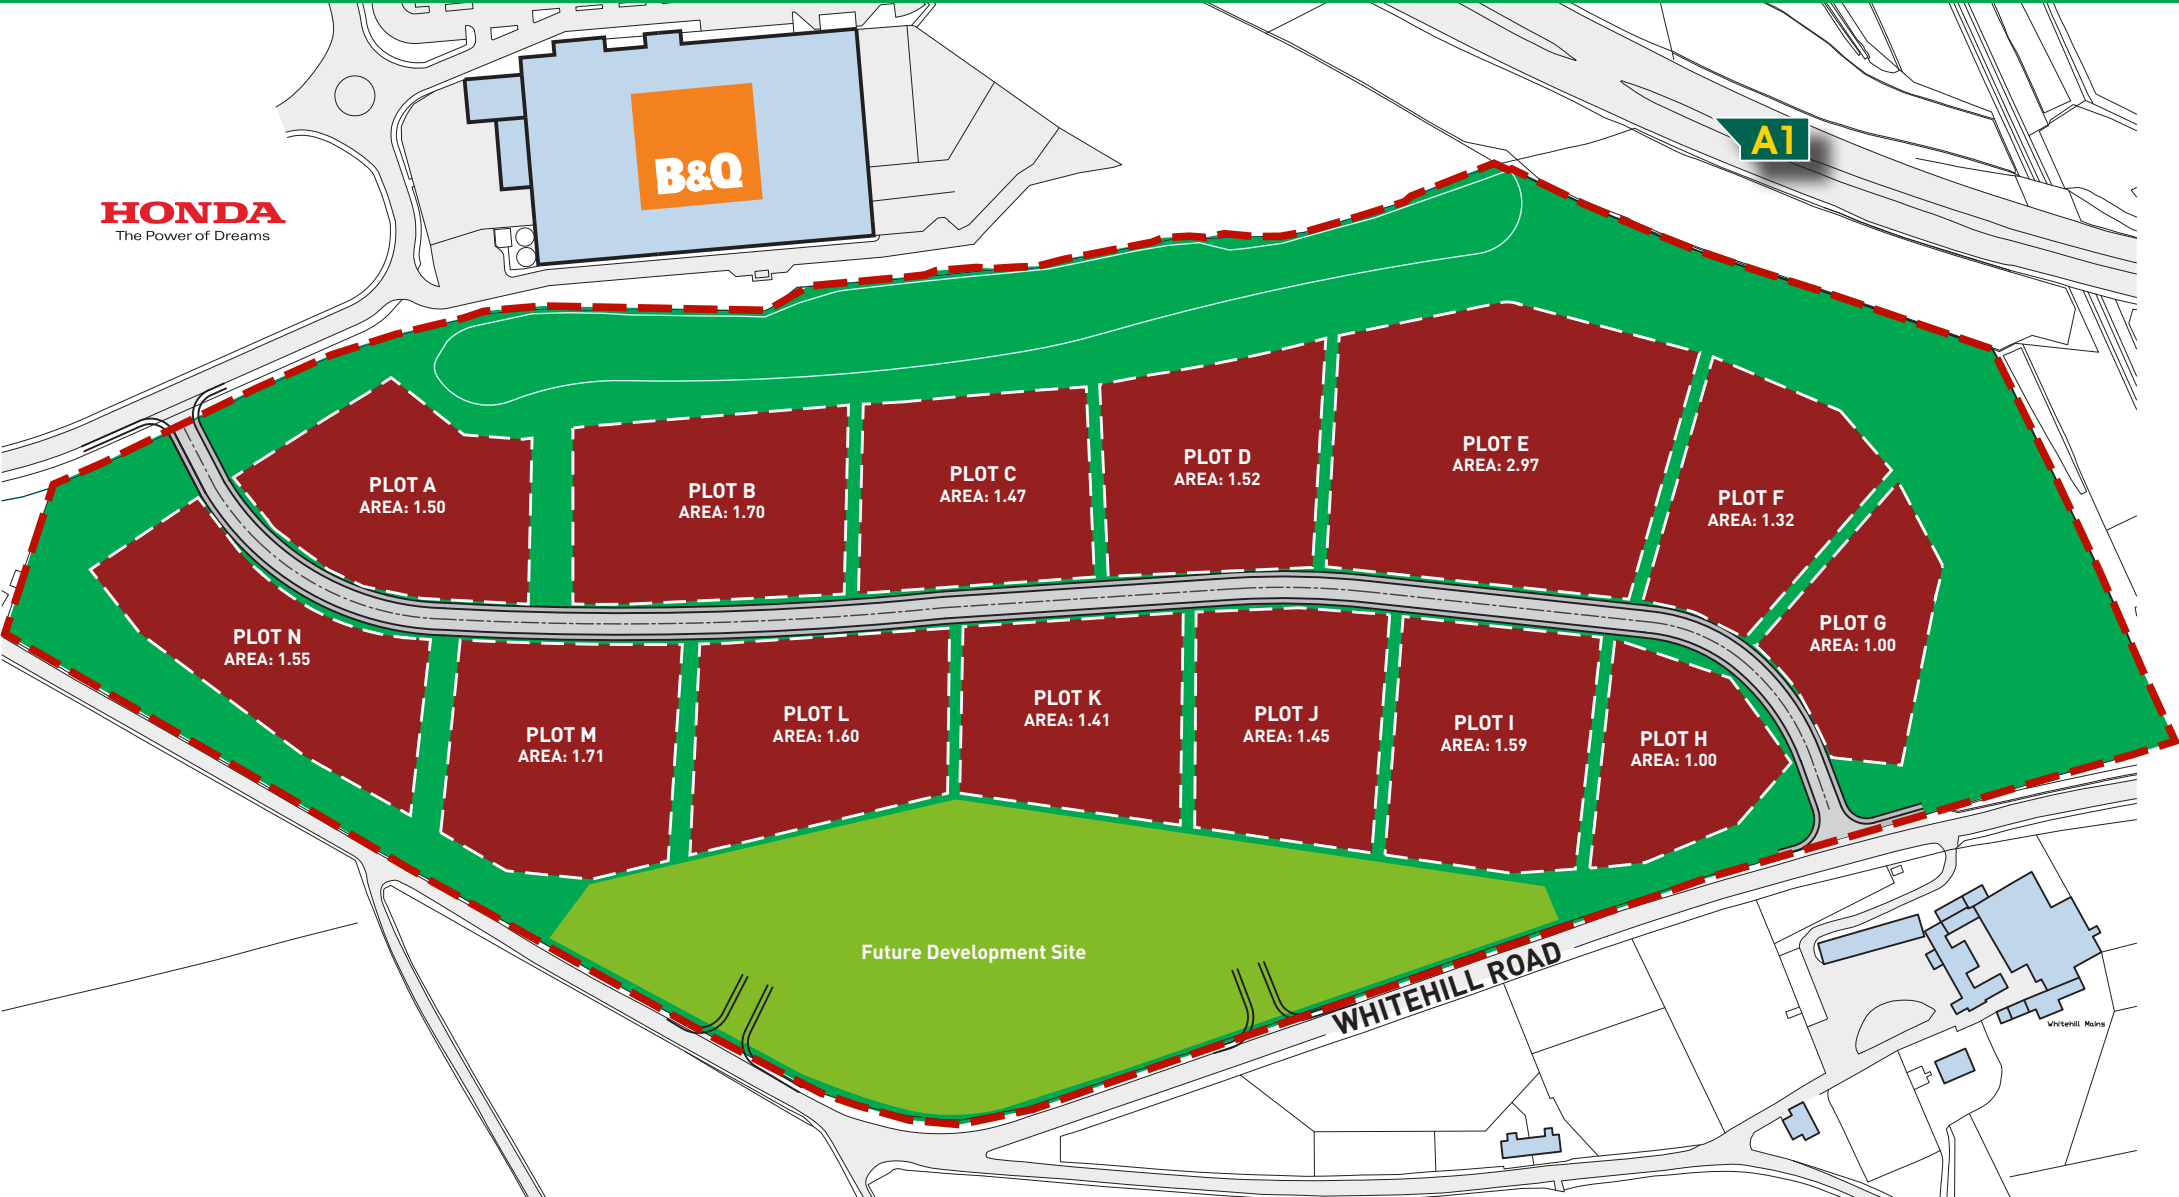 A1
B&Q
HONDA
The Power of Dreams
PLOT A
AREA: 1.50
PLOT B
AREA: 1.70
PLOT C
AREA: 1.47
PLOT D
AREA: 1.52
PLOT E
AREA: 2.97
PLOT F
AREA: 1.32
PLOT G
AREA: 1.00
PLOT N
AREA: 1.55
PLOT M
AREA: 1.71
PLOT L
AREA: 1.60
PLOT K
AREA: 1.41
PLOT J
AREA: 1.45
PLOT I
AREA: 1.59
PLOT H
AREA: 1.00
Future Development Site
WHITEHILL ROAD
Whitehill Mains